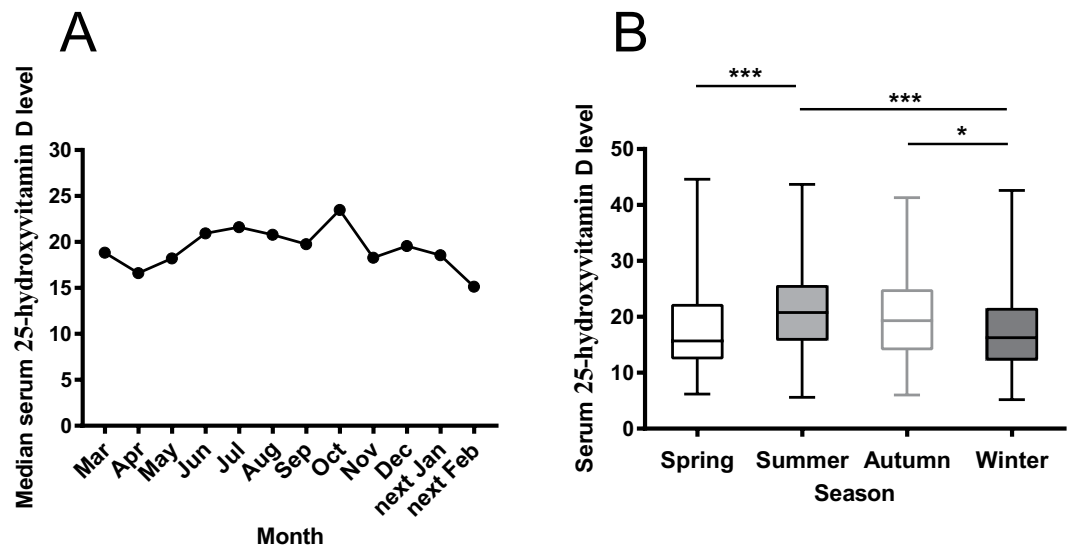 A
Median serum 25-hydroxyvitamin D level
30
25
20
15
10
5
0
Mar
Apr
May
Jun
Jul
Aug
Sep
Oct
Nov
Dec
next Jan
next Feb
Month
B
***
***
*
Serum 25-hydroxyvitamin D level
50
40
30
20
10
0
Spring
Summer
Autumn
Winter
Season